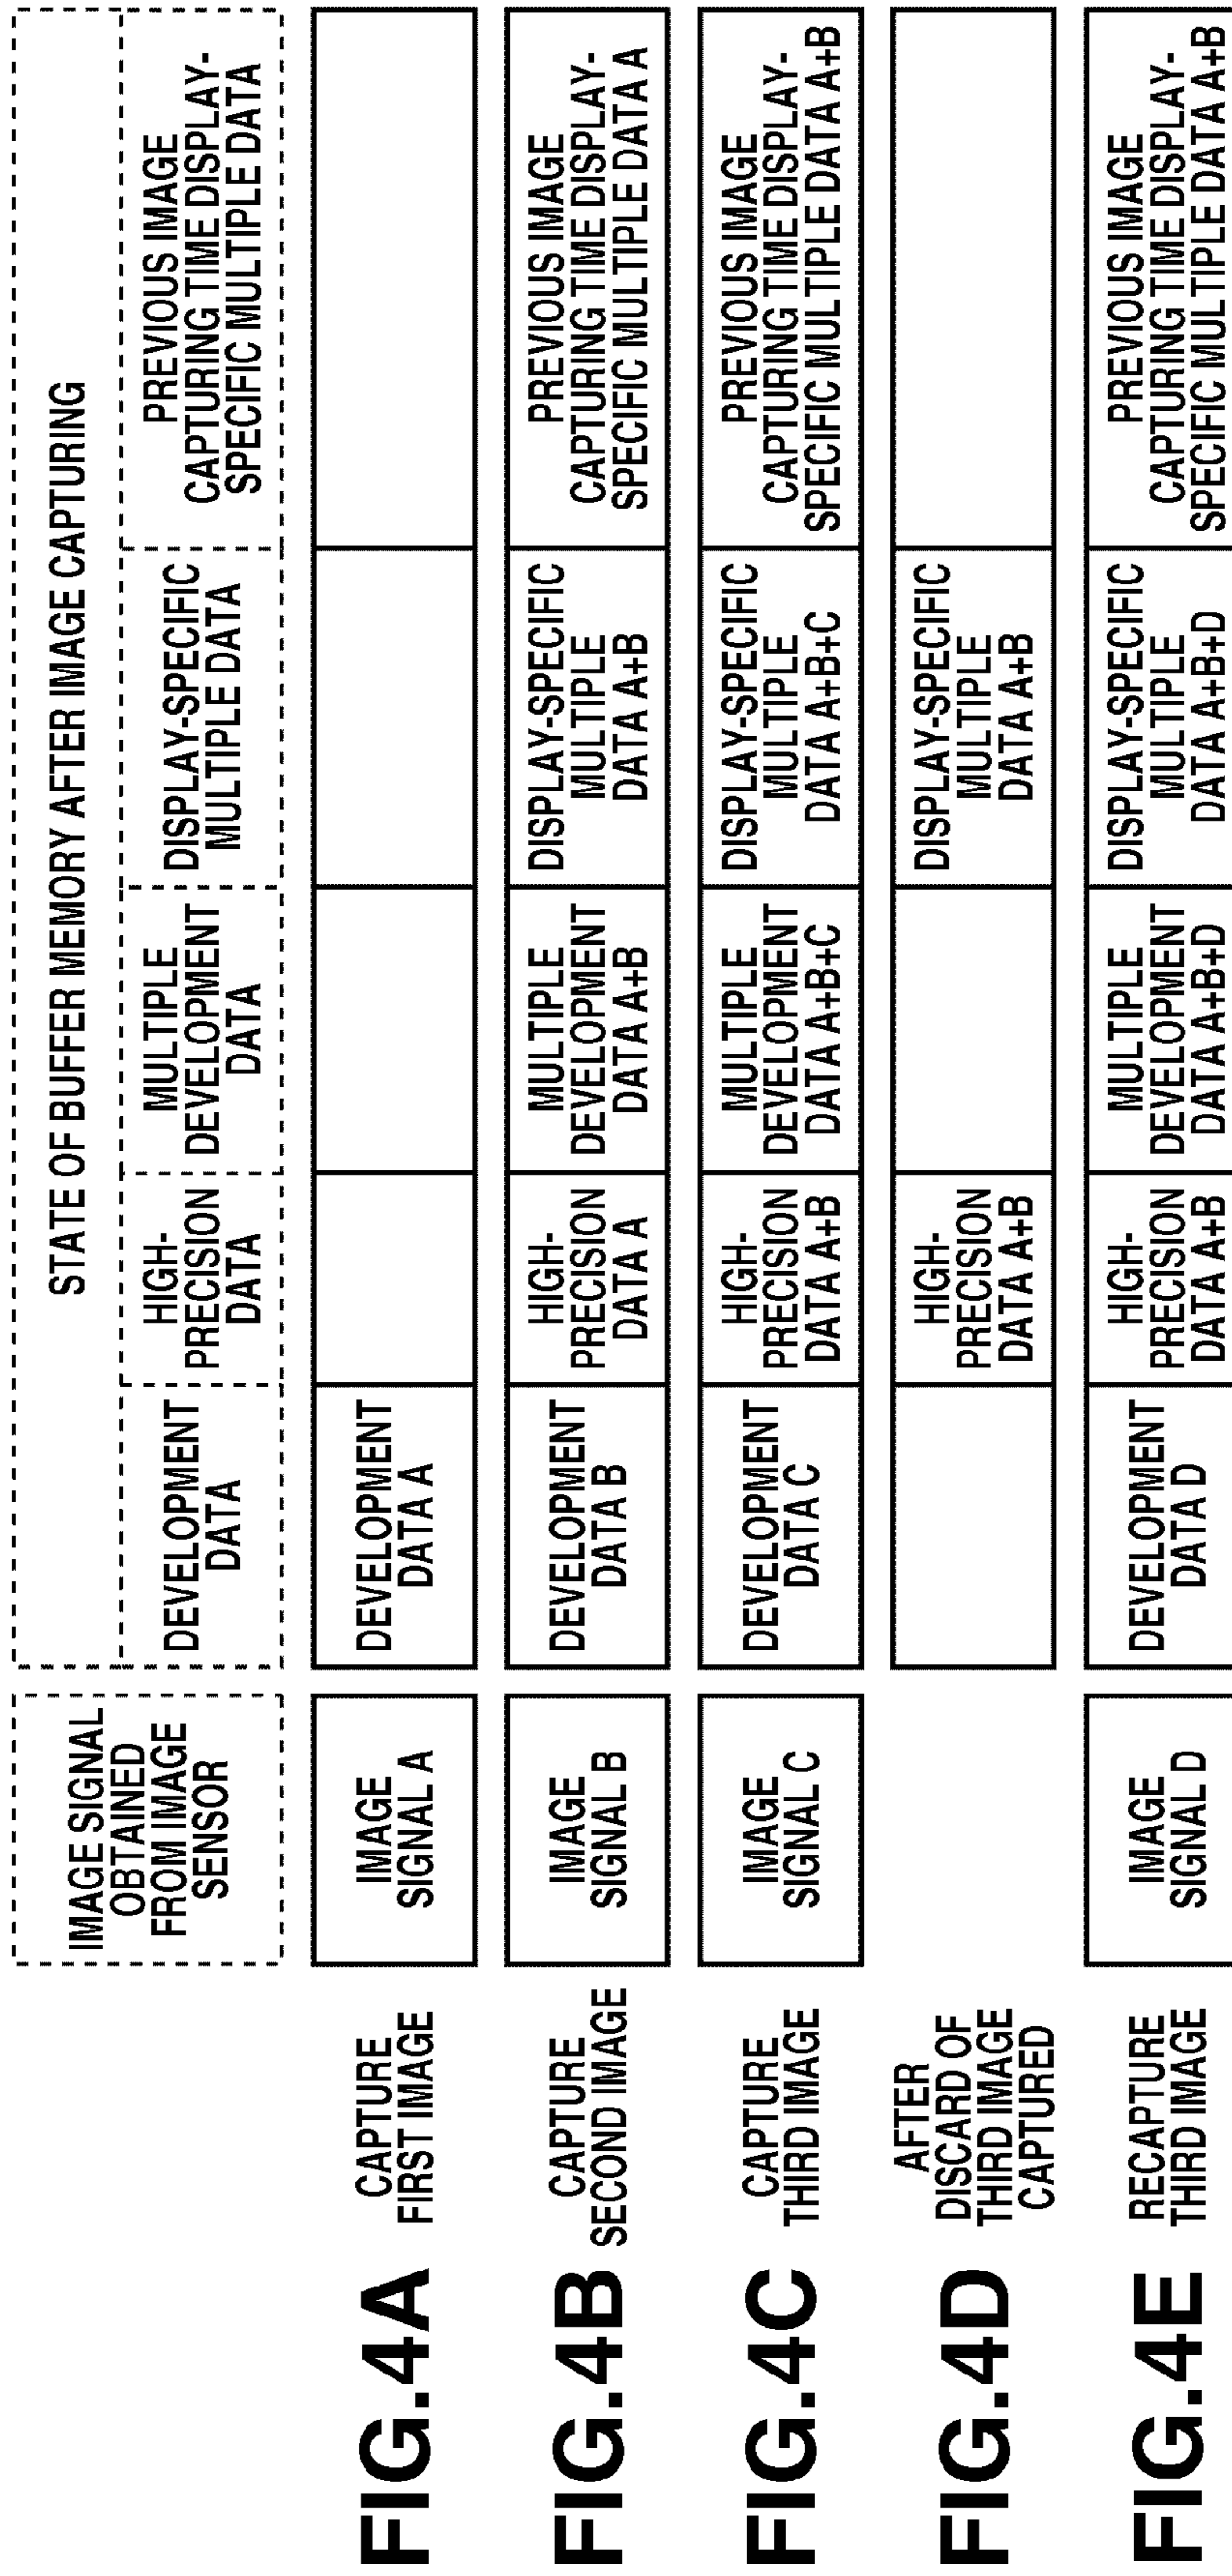 STATE OF BUFFER MEMORY AFTER IMAGE CAPTURING
IMAGE SIGNAL
OBTAINED
FROM IMAGE
SENSOR
DEVELOPMENT
DATA
HIGH-
PRECISION
DATA
MULTIPLE
DEVELOPMENT
DATA
DISPLAY-SPECIFIC
MULTIPLE DATA
PREVIOUS IMAGE
CAPTURING TIME DISPLAY-
SPECIFIC MULTIPLE DATA
FIG.4A
CAPTURE
FIRST IMAGE
IMAGE
SIGNAL A
DEVELOPMENT
DATA A
FIG.4B
CAPTURE
SECOND IMAGE
IMAGE
SIGNAL B
DEVELOPMENT
DATA B
HIGH-
PRECISION
DATA A
MULTIPLE
DEVELOPMENT
DATA A+B
DISPLAY-SPECIFIC
MULTIPLE
DATA A+B
PREVIOUS IMAGE
CAPTURING TIME DISPLAY-
SPECIFIC MULTIPLE DATA A
FIG.4C
CAPTURE
THIRD IMAGE
IMAGE
SIGNAL C
DEVELOPMENT
DATA C
HIGH-
PRECISION
DATA A+B
MULTIPLE
DEVELOPMENT
DATA A+B+C
DISPLAY-SPECIFIC
MULTIPLE
DATA A+B+C
PREVIOUS IMAGE
CAPTURING TIME DISPLAY-
SPECIFIC MULTIPLE DATA A+B
FIG.4D
AFTER
DISCARD OF
THIRD IMAGE
CAPTURED
HIGH-
PRECISION
DATA A+B
DISPLAY-SPECIFIC
MULTIPLE
DATA A+B
FIG.4E
RECAPTURE
THIRD IMAGE
IMAGE
SIGNAL D
DEVELOPMENT
DATA D
HIGH-
PRECISION
DATA A+B
MULTIPLE
DEVELOPMENT
DATA A+B+D
DISPLAY-SPECIFIC
MULTIPLE
DATA A+B+D
PREVIOUS IMAGE
CAPTURING TIME DISPLAY-
SPECIFIC MULTIPLE DATA A+B